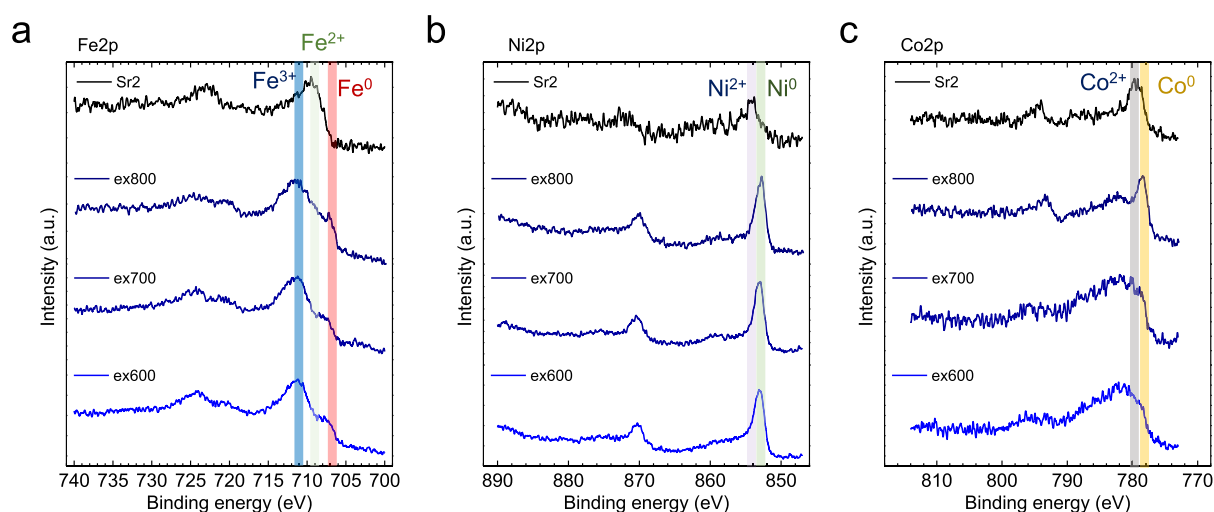 a
Fe2p
Fe2+
Fe3+
Fe0
Sr2
ex800
ex700
ex600
Intensity (a.u.)
740 735 730 725 720 715 710 705 700
Binding energy (eV)
b
Ni2p
Ni2+
Ni0
Sr2
ex800
ex700
ex600
Intensity (a.u.)
890 880 870 860 850
Binding energy (eV)
c
Co2p
Co2+
Co0
Sr2
ex800
ex700
ex600
Intensity (a.u.)
810 800 790 780 770
Binding energy (eV)